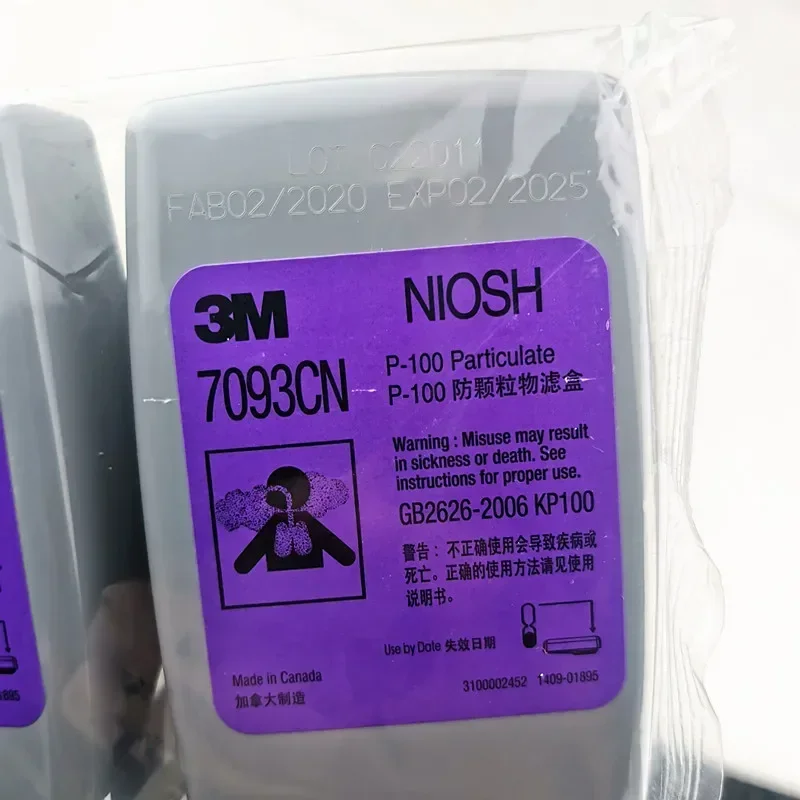 LOT C22D11
FAB02/2020 EXP02/2025
3M
NIOSH
7093CN
P-100 Particulate
P-100 防颗粒物滤盒
Warning : Misuse may result
in sickness or death. See
instructions for proper use.
GB2626-2006 KP100
警告： 不正确使用会导致疾病或
死亡。正确的使用方法请见使用
说明书。
Use by Date 失效日期
Made in Canada
加拿大制造
3100002452 1409-01895